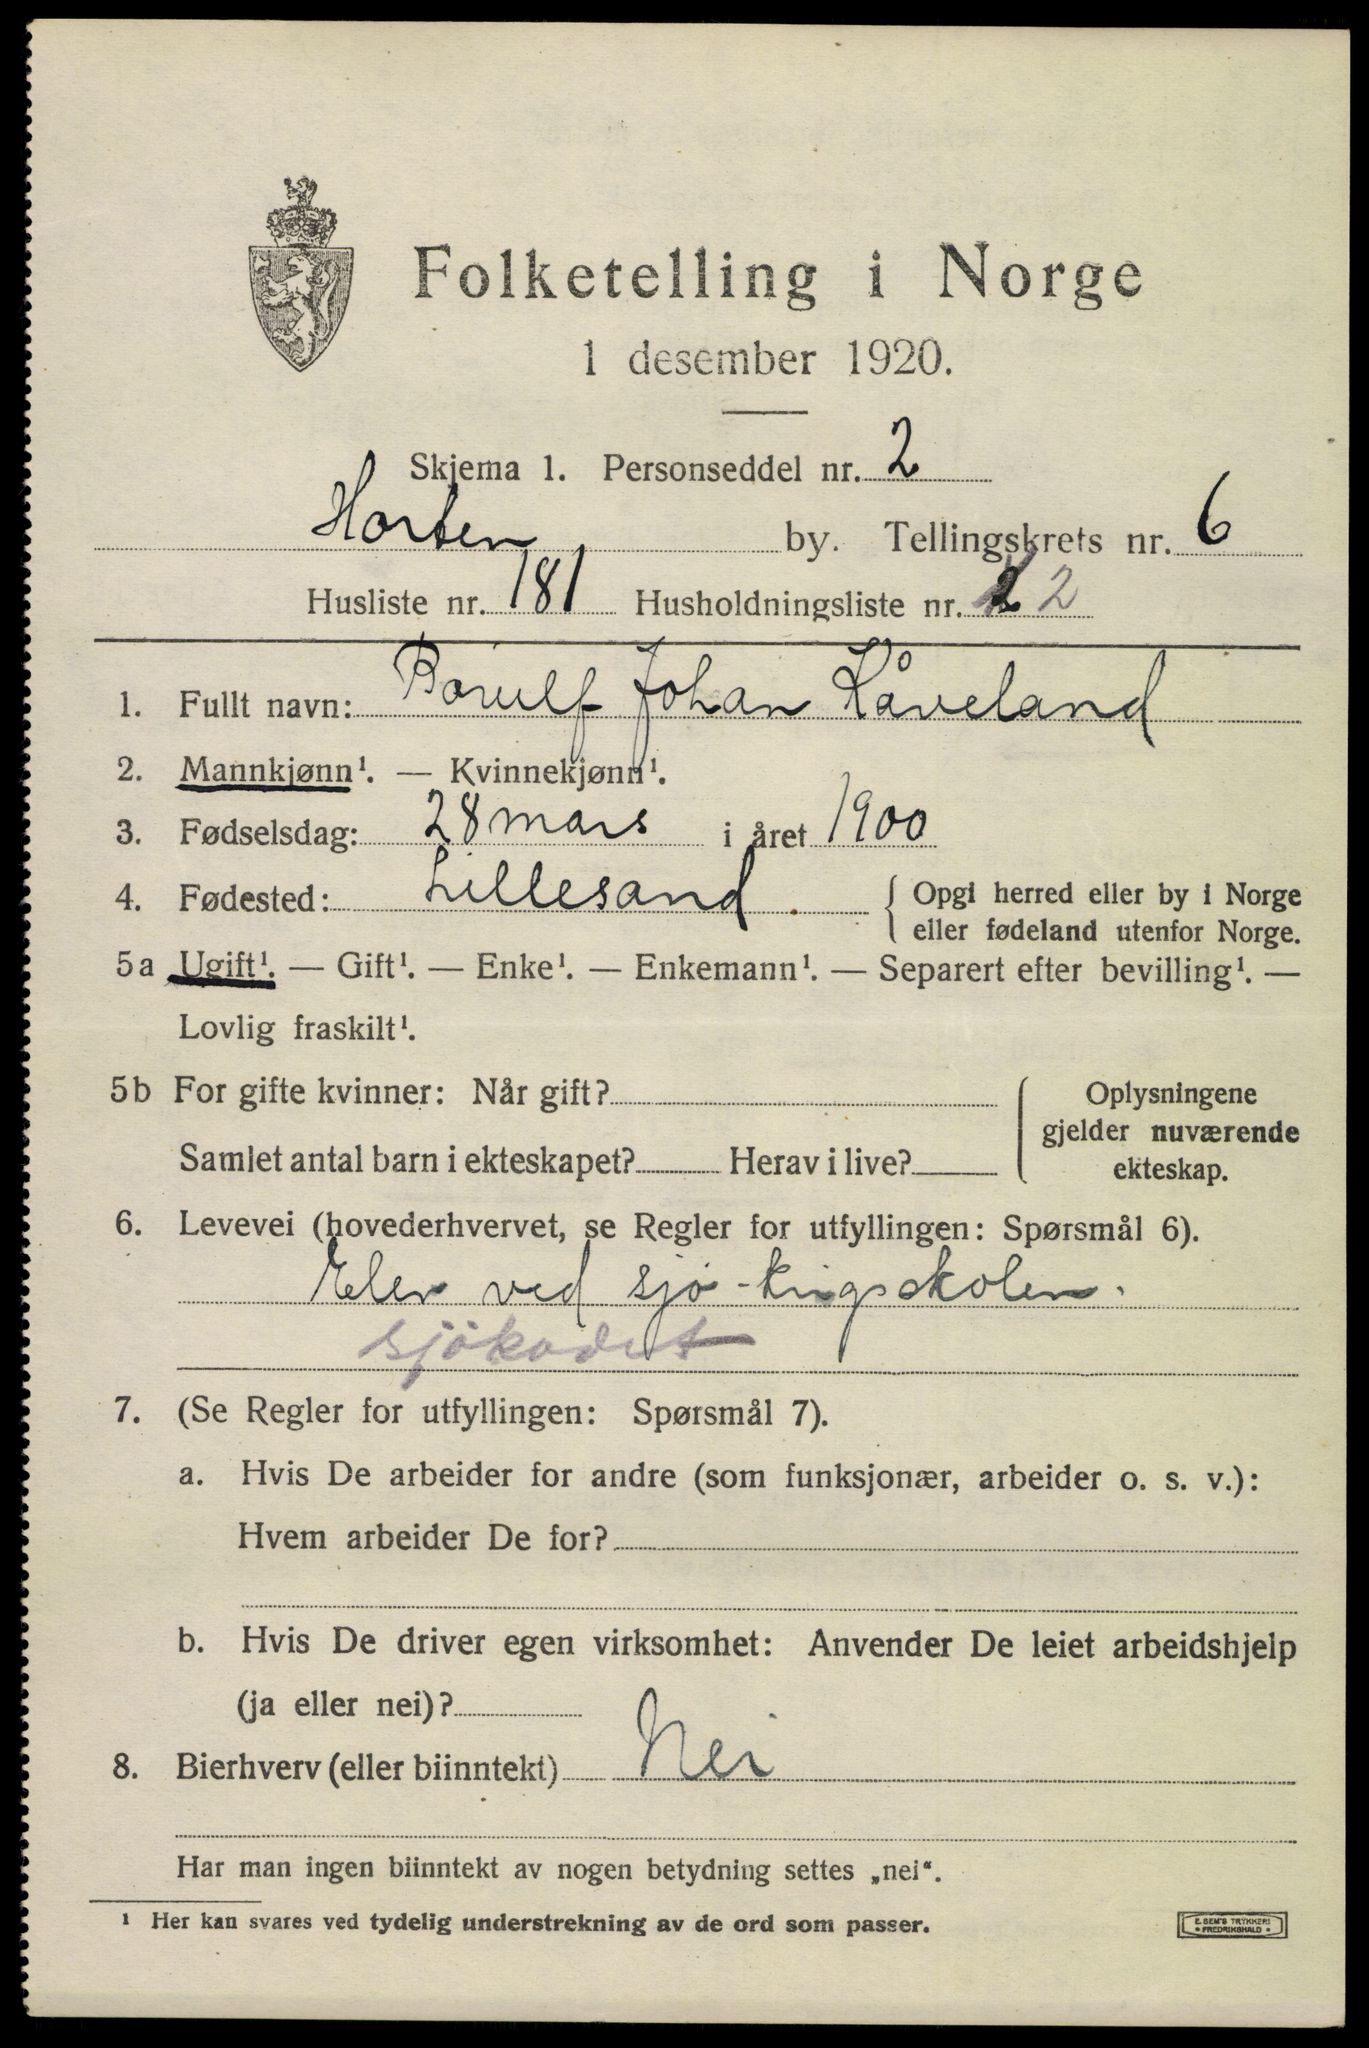 Folketelling i Norge
1 desember 1920.
Skjema 1. Personseddel nr. 2
Horten by. Tellingskrets nr. 6
Husliste nr. 181 Husholdningsliste nr. 2 2
1. Fullt navn: Johan Kåveland
2. Mannkjønn¹. — Kvinnekjønn¹.
3. Fødselsdag: 28 mars i året 1900
4. Fødested: Lillesand { Opgi herred eller by i Norge
eller fødeland utenfor Norge.
5a Ugift¹. — Gift¹. — Enke¹. — Enkemann¹. — Separert efter bevilling¹. —
Lovlig fraskilt¹.
5b For gifte kvinner: Når gift? Oplysningene
gjelder nuværende
Samlet antal barn i ekteskapet? Herav i live? ekteskap.
6. Levevei (hovederhvervet, se Regler for utfyllingen: Spørsmål 6).
Elev ved sjø-krigsskolen.
sjökadet
7. (Se Regler for utfyllingen: Spørsmål 7).
a. Hvis De arbeider for andre (som funksjonær, arbeider o. s. v.):
Hvem arbeider De for?
b. Hvis De driver egen virksomhet: Anvender De leiet arbeidshjelp
(ja eller nei)?
8. Bierhverv (eller biinntekt) Nei
Har man ingen biinntekt av nogen betydning settes „nei“.
¹ Her kan svares ved tydelig understrekning av de ord som passer.
E. SEM'S TRYKKERI
• FREDRIKSHALD •